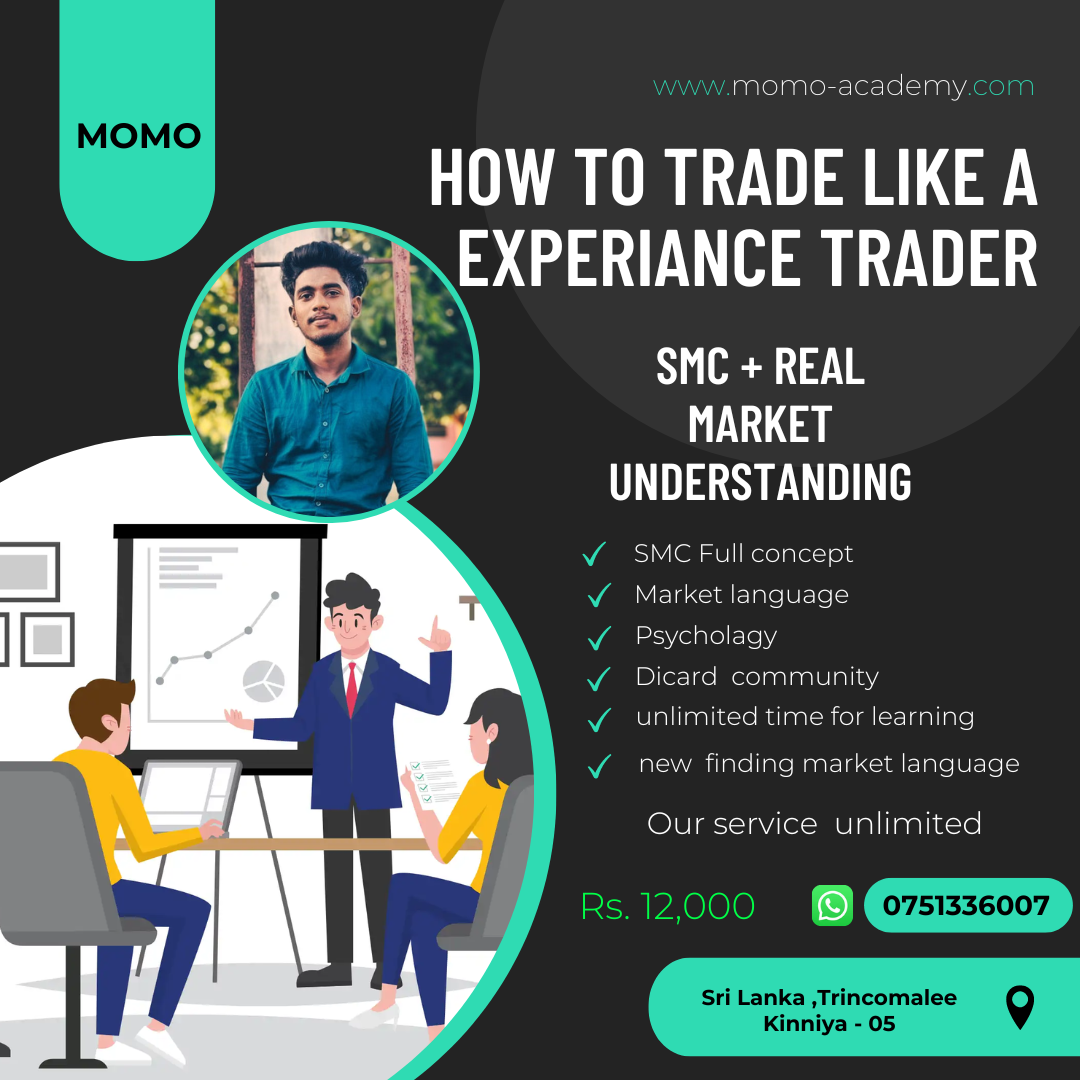 www.momo-academy.com
MOMO
HOW TO TRADE LIKE A
EXPERIANCE TRADER
SMC + REAL
MARKET
UNDERSTANDING
SMC Full concept
Market language
Psycholagy
Dicard community
unlimited time for learning
new finding market language
Our service unlimited
Rs. 12,000
0751336007
Sri Lanka ,Trincomalee
Kinniya - 05